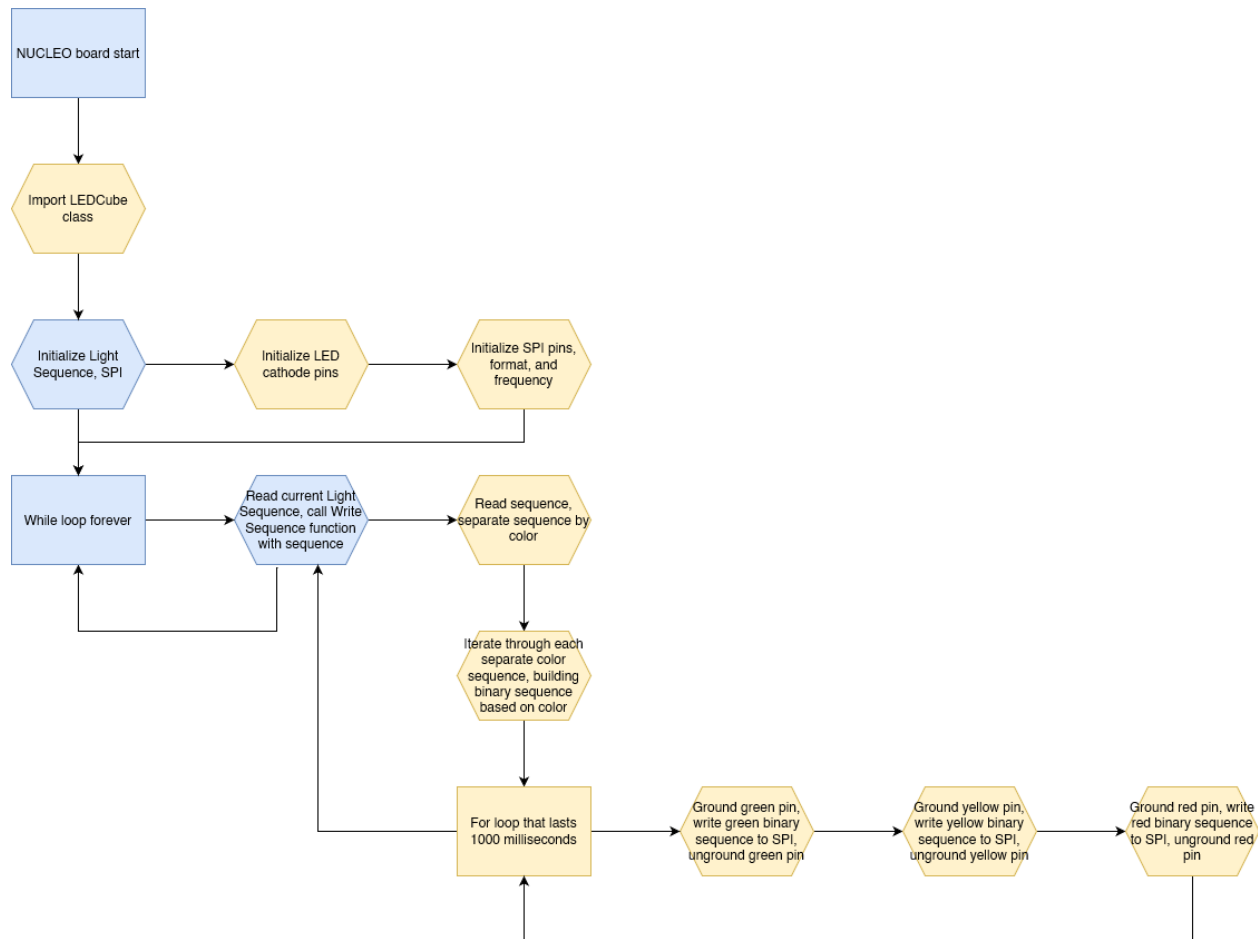 NUCLEO board start
Import LEDCube
class
Initialize Light
Sequence, SPI
Initialize LED
cathode pins
Initialize SPI pins,
format, and
frequency
While loop forever
Read current Light
Sequence, call Write
Sequence function
with sequence
Read sequence,
separate sequence by
color
Iterate through each
separate color
sequence, building
binary sequence
based on color
For loop that lasts
1000 milliseconds
Ground green pin,
write green binary
sequence to SPI,
unground green pin
Ground yellow pin,
write yellow binary
sequence to SPI,
unground yellow pin
Ground red pin, write
red binary sequence
to SPI, unground red
pin